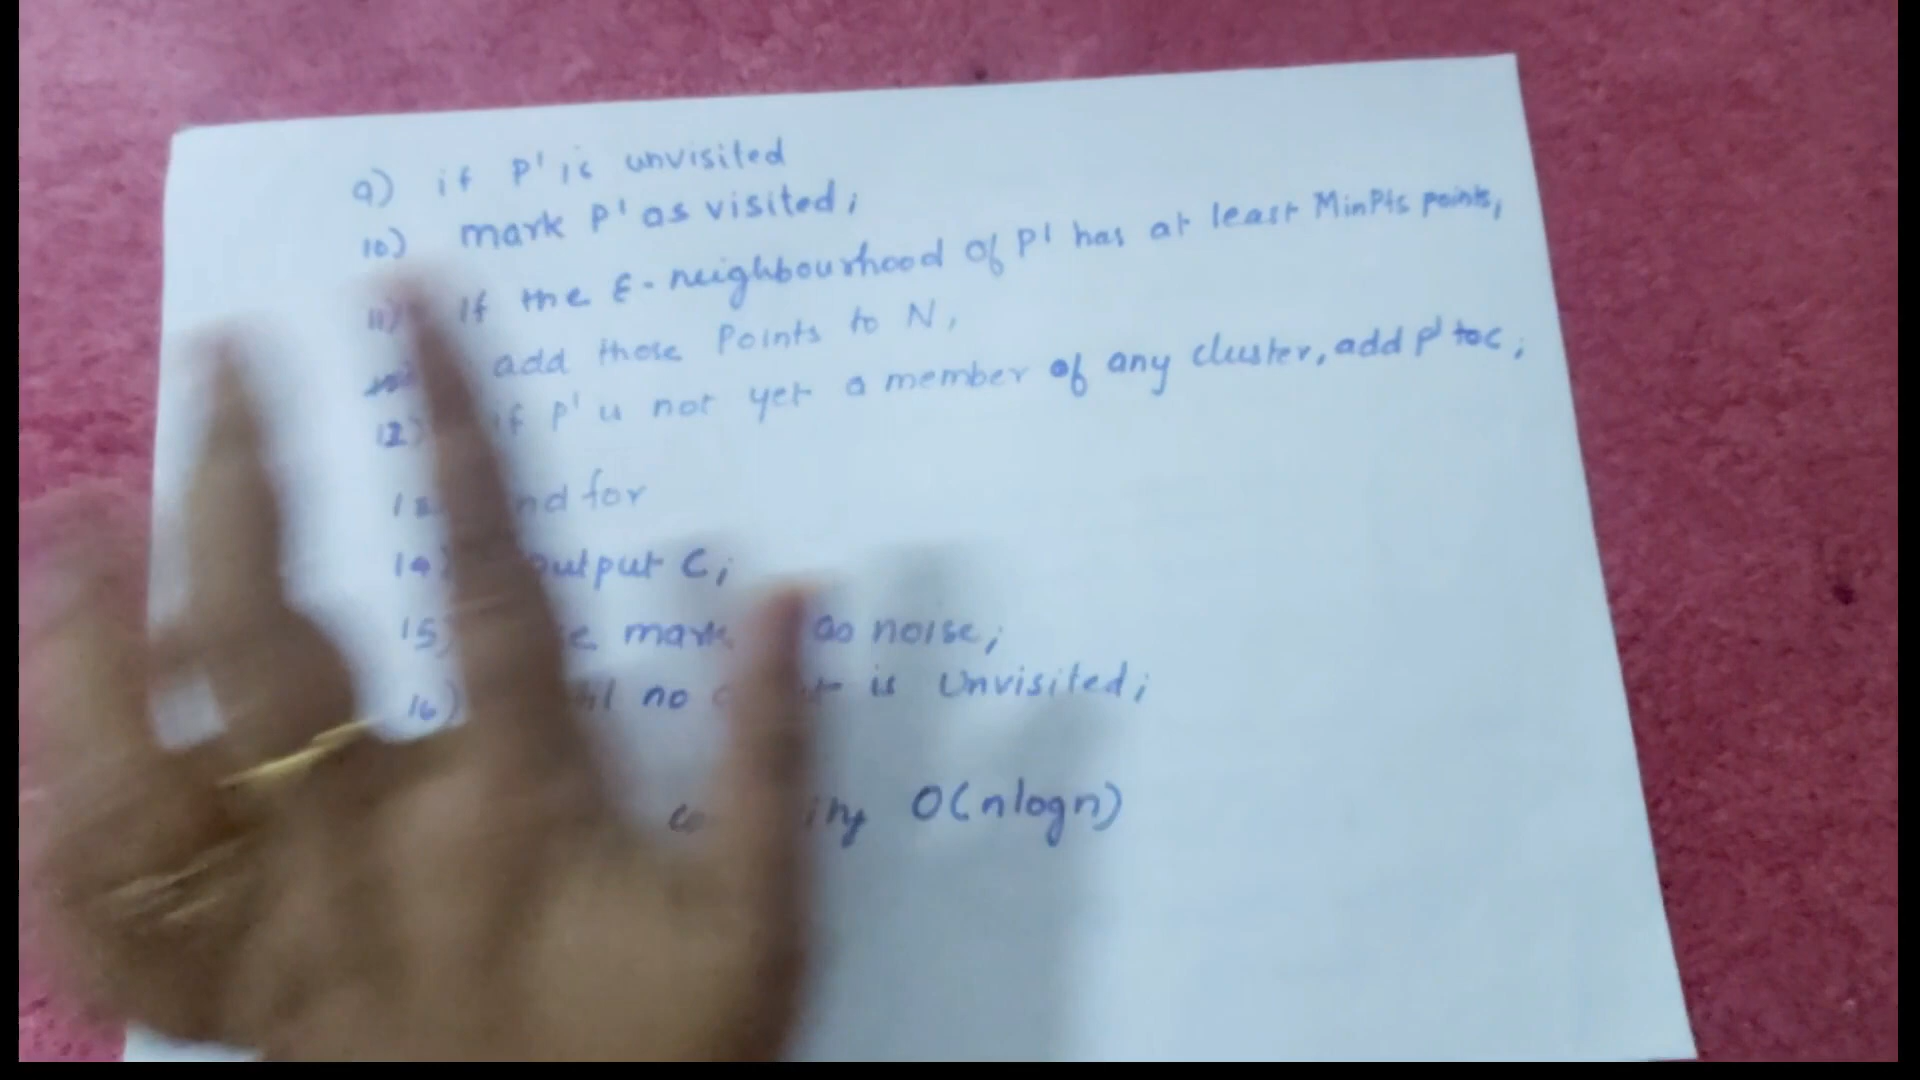 9) if P' is unvisited
10) mark P' as visited;
11) If the ε-neighbourhood of P' has at least MinPts points,
add those Points to N,
12) if P' is not yet a member of any cluster, add P' to C;
for
14) output C;
15) mark as noise;
16) no is Unvisited;
O(nlogn)